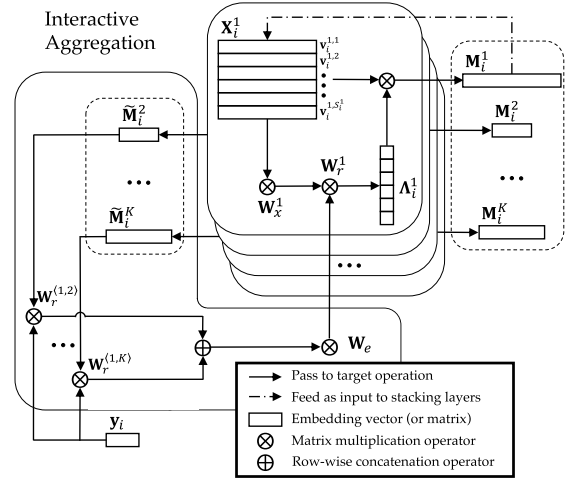 Interactive
Aggregation
X_i^1
v_i^{1,1}
v_i^{1,2}
v_i^{1,S_i^1}
M_i^1
M_i^2
M_i^K
M̃_i^2
M̃_i^K
W_x^1
W_r^1
Λ_i^1
W_r^{⟨1,2⟩}
W_r^{⟨1,K⟩}
W_e
y_i
Pass to target operation
Feed as input to stacking layers
Embedding vector (or matrix)
Matrix multiplication operator
Row-wise concatenation operator